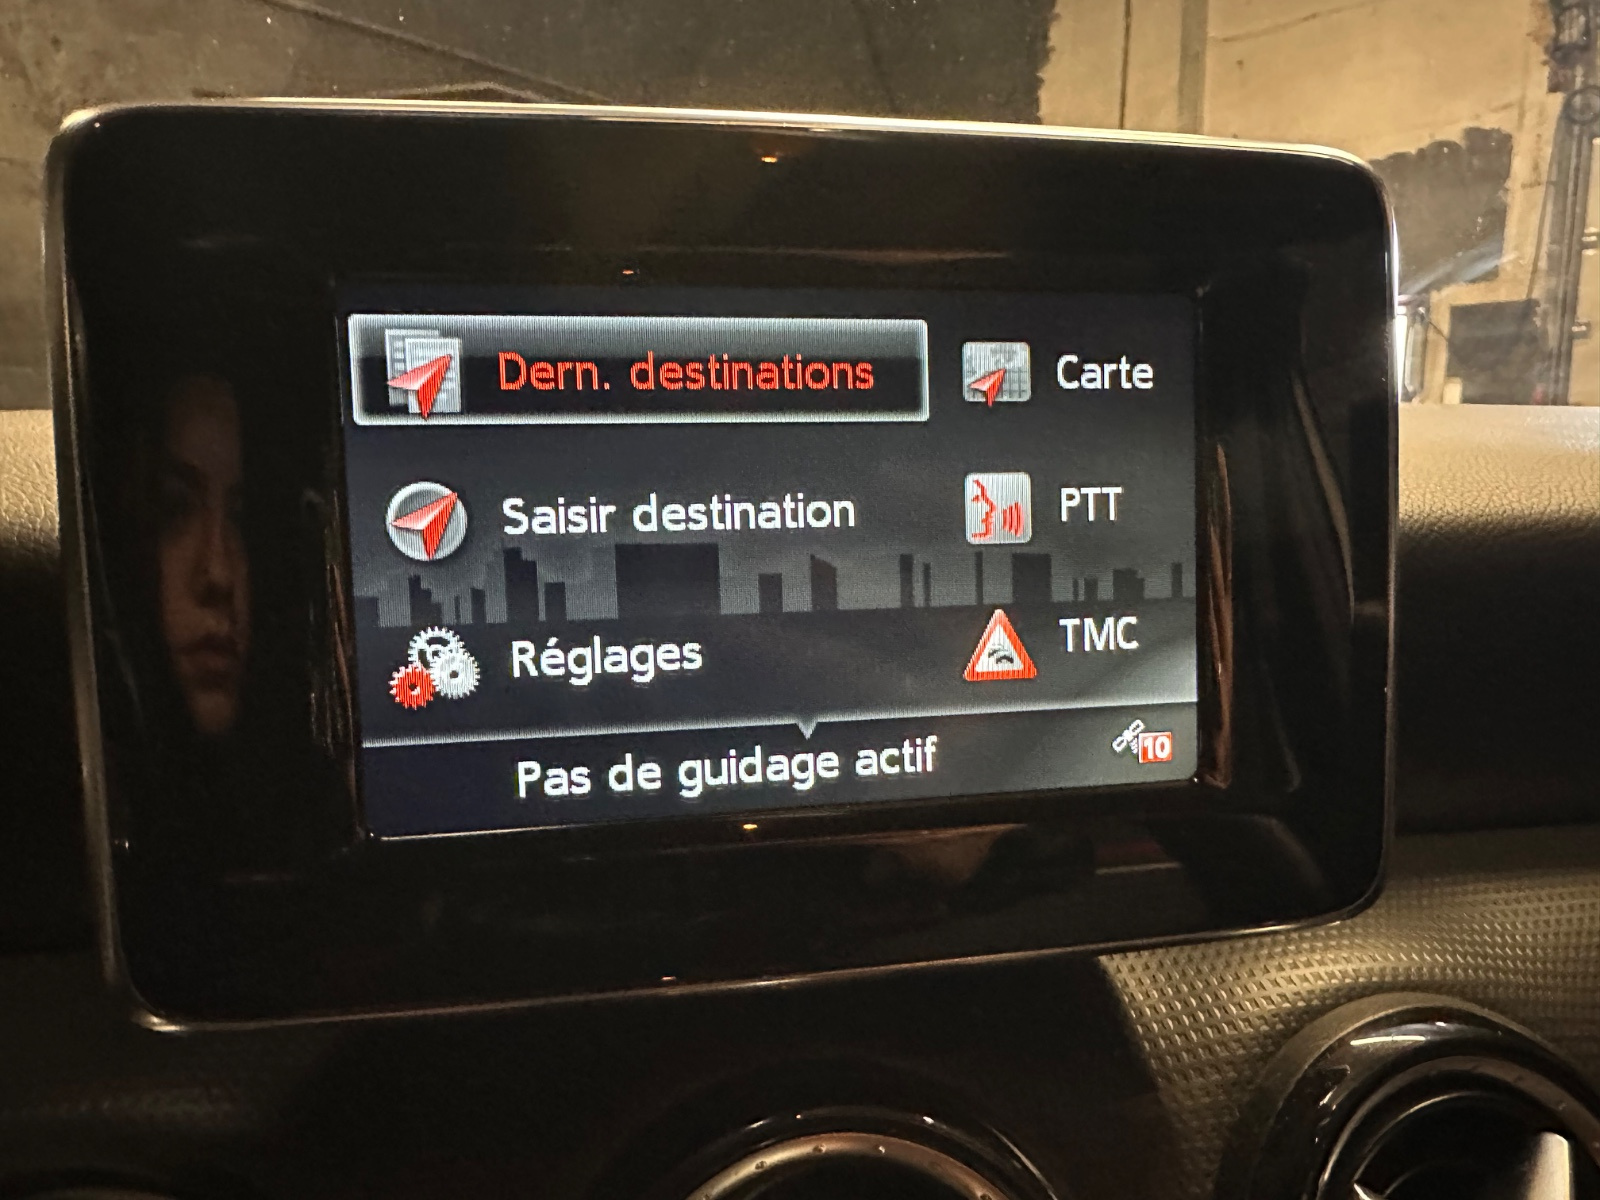 Dern. destinations
Carte
Saisir destination
PTT
Réglages
TMC
Pas de guidage actif
10